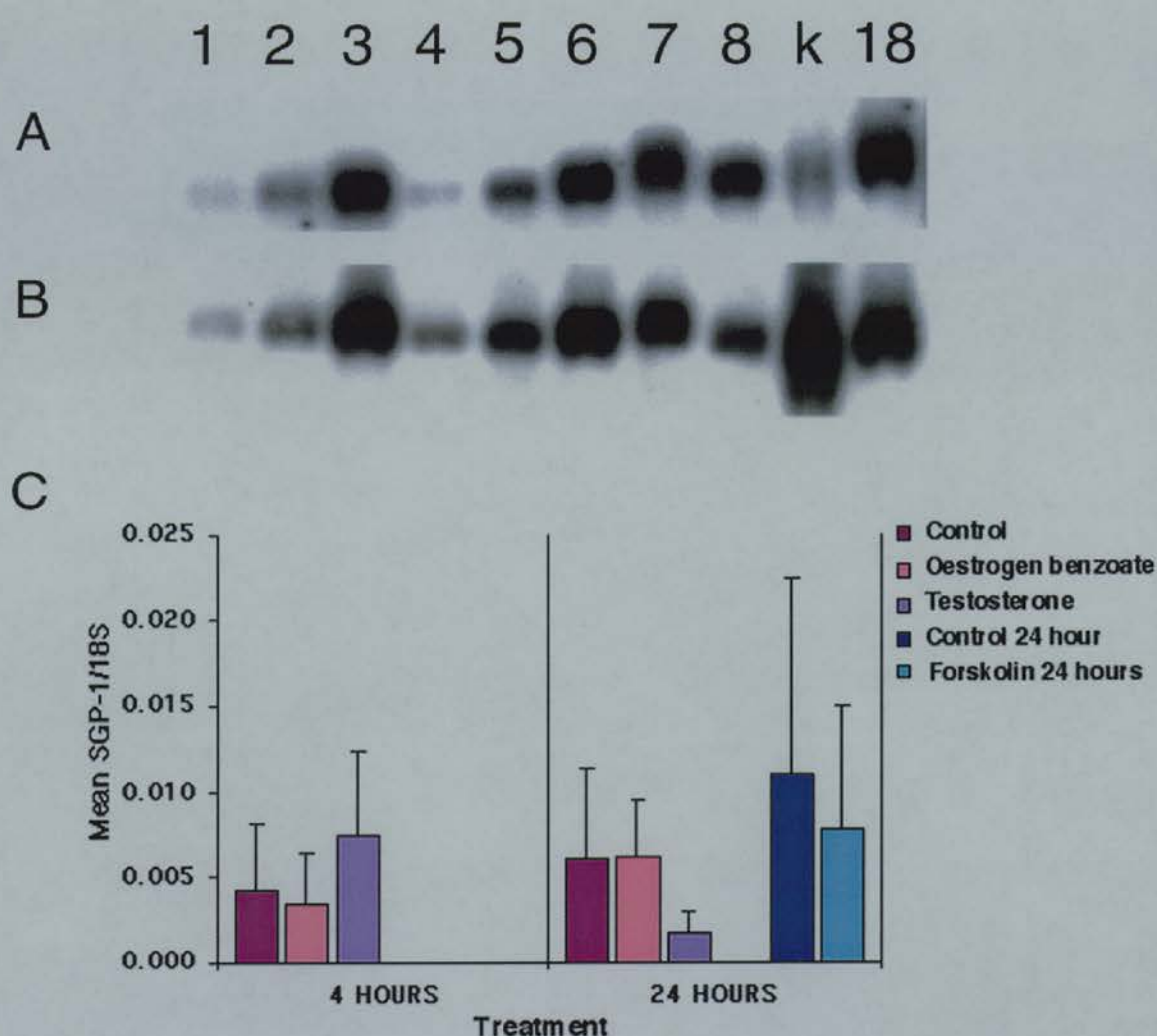 1 2 3 4 5 6 7 8 k 18
A
B
C
0.025
0.020
0.015
0.010
0.005
0.000
Mean SGP-1/18S
4 HOURS 24 HOURS
Treatment
Control
Oestrogen benzoate
Testosterone
Control 24 hour
Forskolin 24 hours